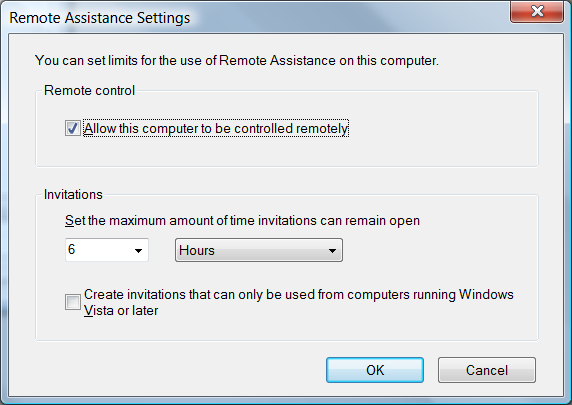 Remote Assistance Settings
You can set limits for the use of Remote Assistance on this computer.
Remote control
Allow this computer to be controlled remotely
Invitations
Set the maximum amount of time invitations can remain open
6 Hours
Create invitations that can only be used from computers running Windows
Vista or later
OK Cancel